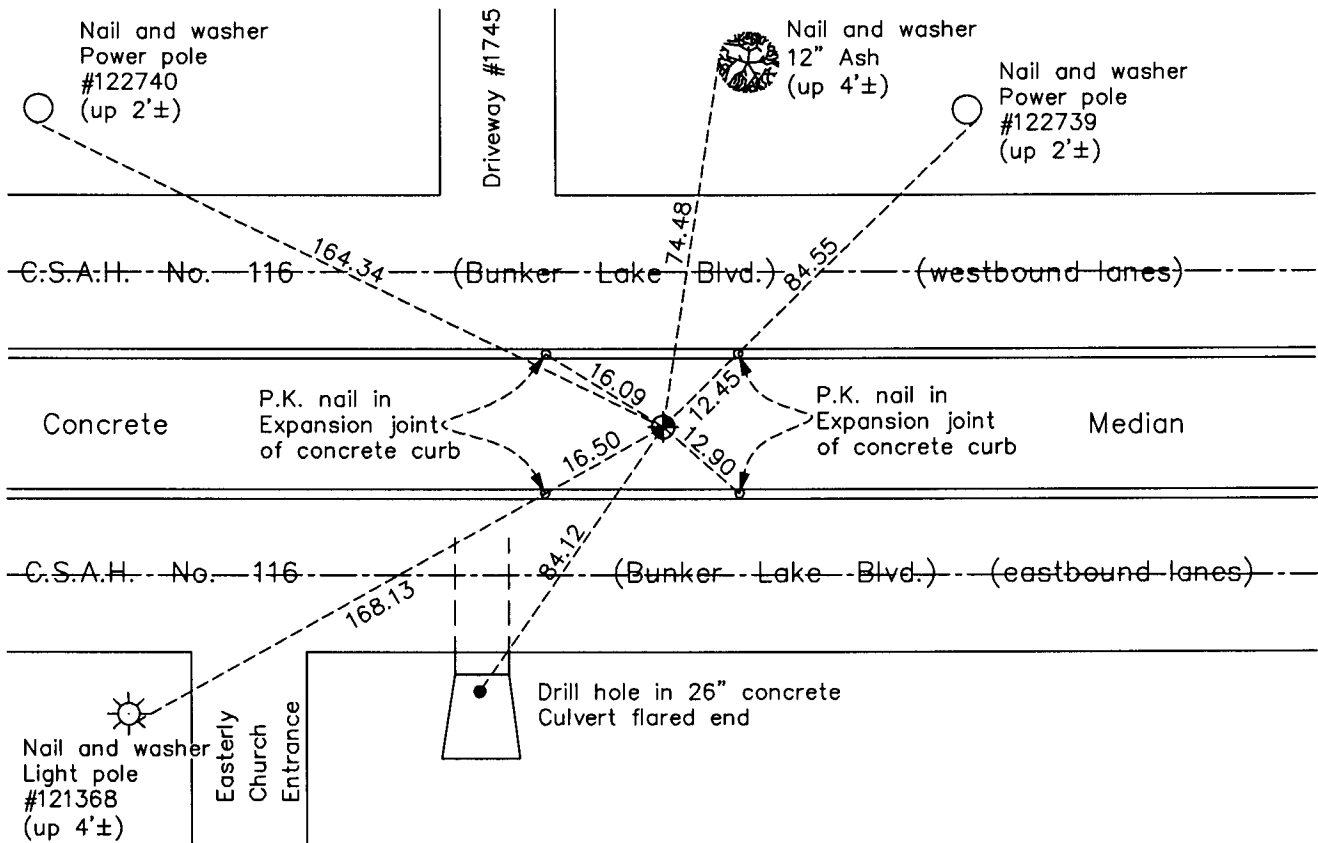 Nail and washer
Power pole
#122740
(up 2'±)
Driveway #1745
Nail and washer
12" Ash
(up 4'±)
Nail and washer
Power pole
#122739
(up 2'±)
164.34
74.48
84.55
C.S.A.H. No. 116 (Bunker Lake Blvd.) (westbound lanes)
16.09
12.45
P.K. nail in
Expansion joint
of concrete curb
P.K. nail in
Expansion joint
of concrete curb
Concrete
Median
16.50
12.90
84.12
C.S.A.H. No. 116 (Bunker Lake Blvd.) (eastbound lanes)
168.13
Drill hole in 26" concrete
Culvert flared end
Nail and washer
Light pole
#121368
(up 4'±)
Easterly
Church
Entrance